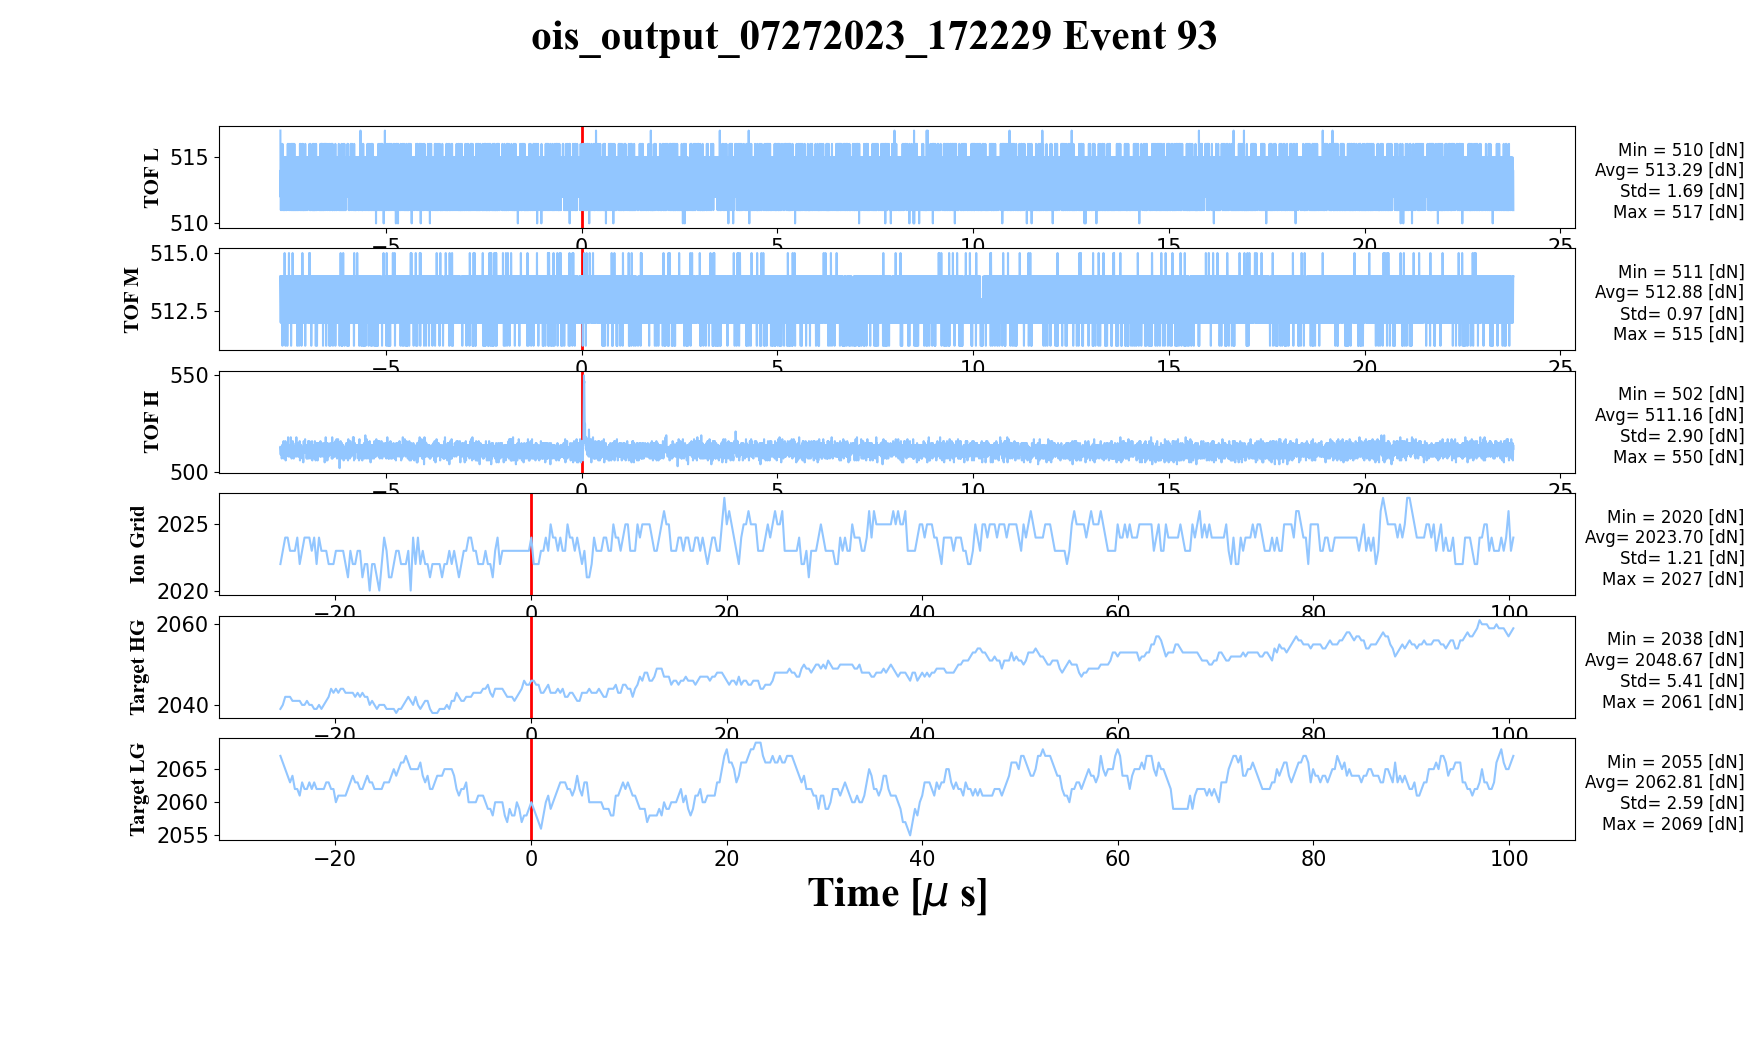 ois_output_07272023_172229 Event 93
TOF L
515
510
−5 0 5 10 15 20 25
Min = 510 [dN]
Avg= 513.29 [dN]
Std= 1.69 [dN]
Max = 517 [dN]
TOF M
515.0
512.5
−5 0 5 10 15 20 25
Min = 511 [dN]
Avg= 512.88 [dN]
Std= 0.97 [dN]
Max = 515 [dN]
TOF H
550
500
−5 0 5 10 15 20 25
Min = 502 [dN]
Avg= 511.16 [dN]
Std= 2.90 [dN]
Max = 550 [dN]
Ion Grid
2025
2020
−20 0 20 40 60 80 100
Min = 2020 [dN]
Avg= 2023.70 [dN]
Std= 1.21 [dN]
Max = 2027 [dN]
Target HG
2060
2040
−20 0 20 40 60 80 100
Min = 2038 [dN]
Avg= 2048.67 [dN]
Std= 5.41 [dN]
Max = 2061 [dN]
Target LG
2065
2060
2055
−20 0 20 40 60 80 100
Min = 2055 [dN]
Avg= 2062.81 [dN]
Std= 2.59 [dN]
Max = 2069 [dN]
Time [μ s]